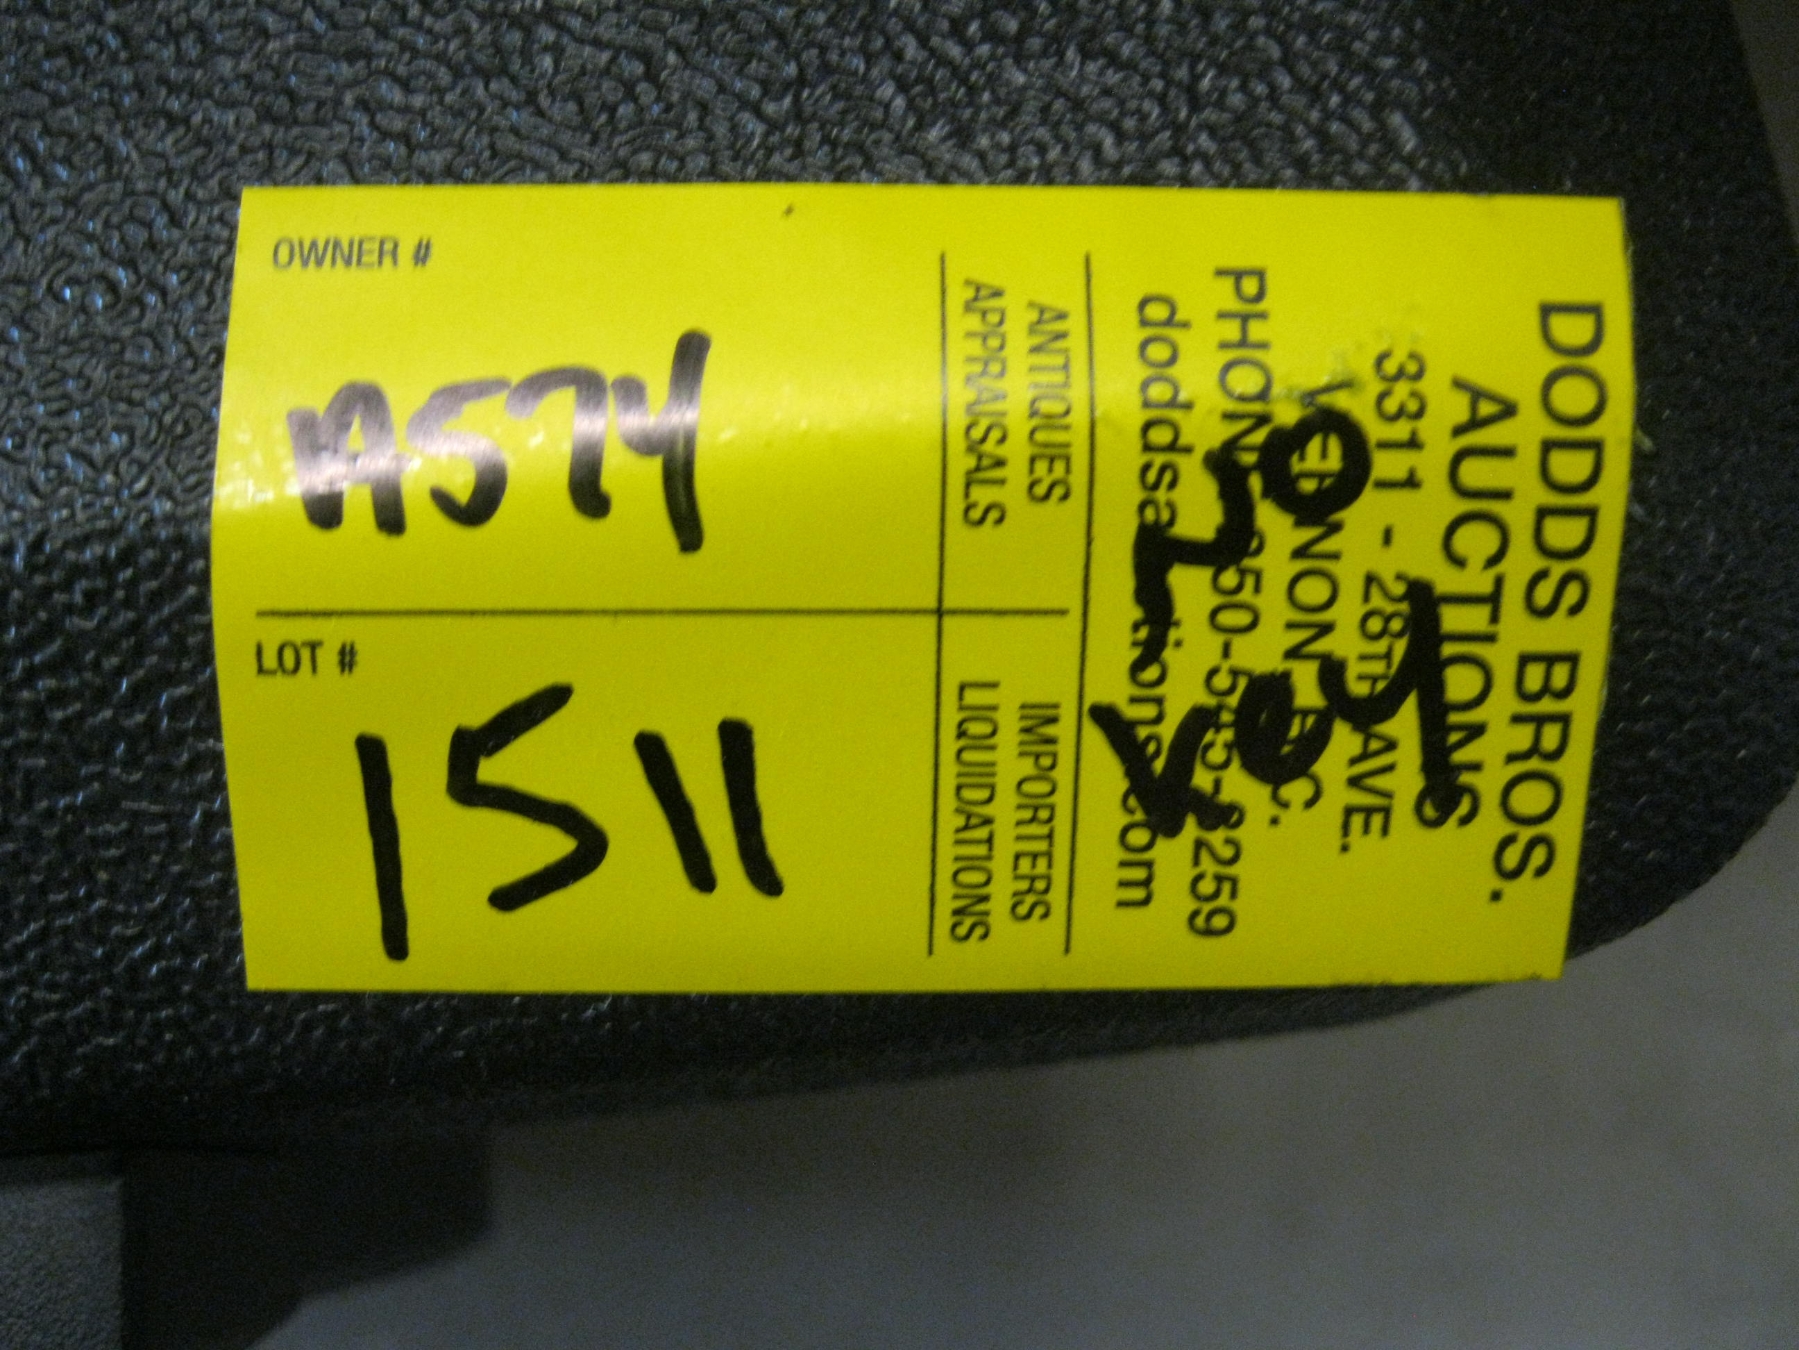 DODDS BROS.
AUCTIONS
3311 - 28TH AVE.
VERNON B.C.
PHONE 250-545-3259
doddsauctions.com
ANTIQUES IMPORTERS
APPRAISALS LIQUIDATIONS
OWNER #
A574
LOT #
1511